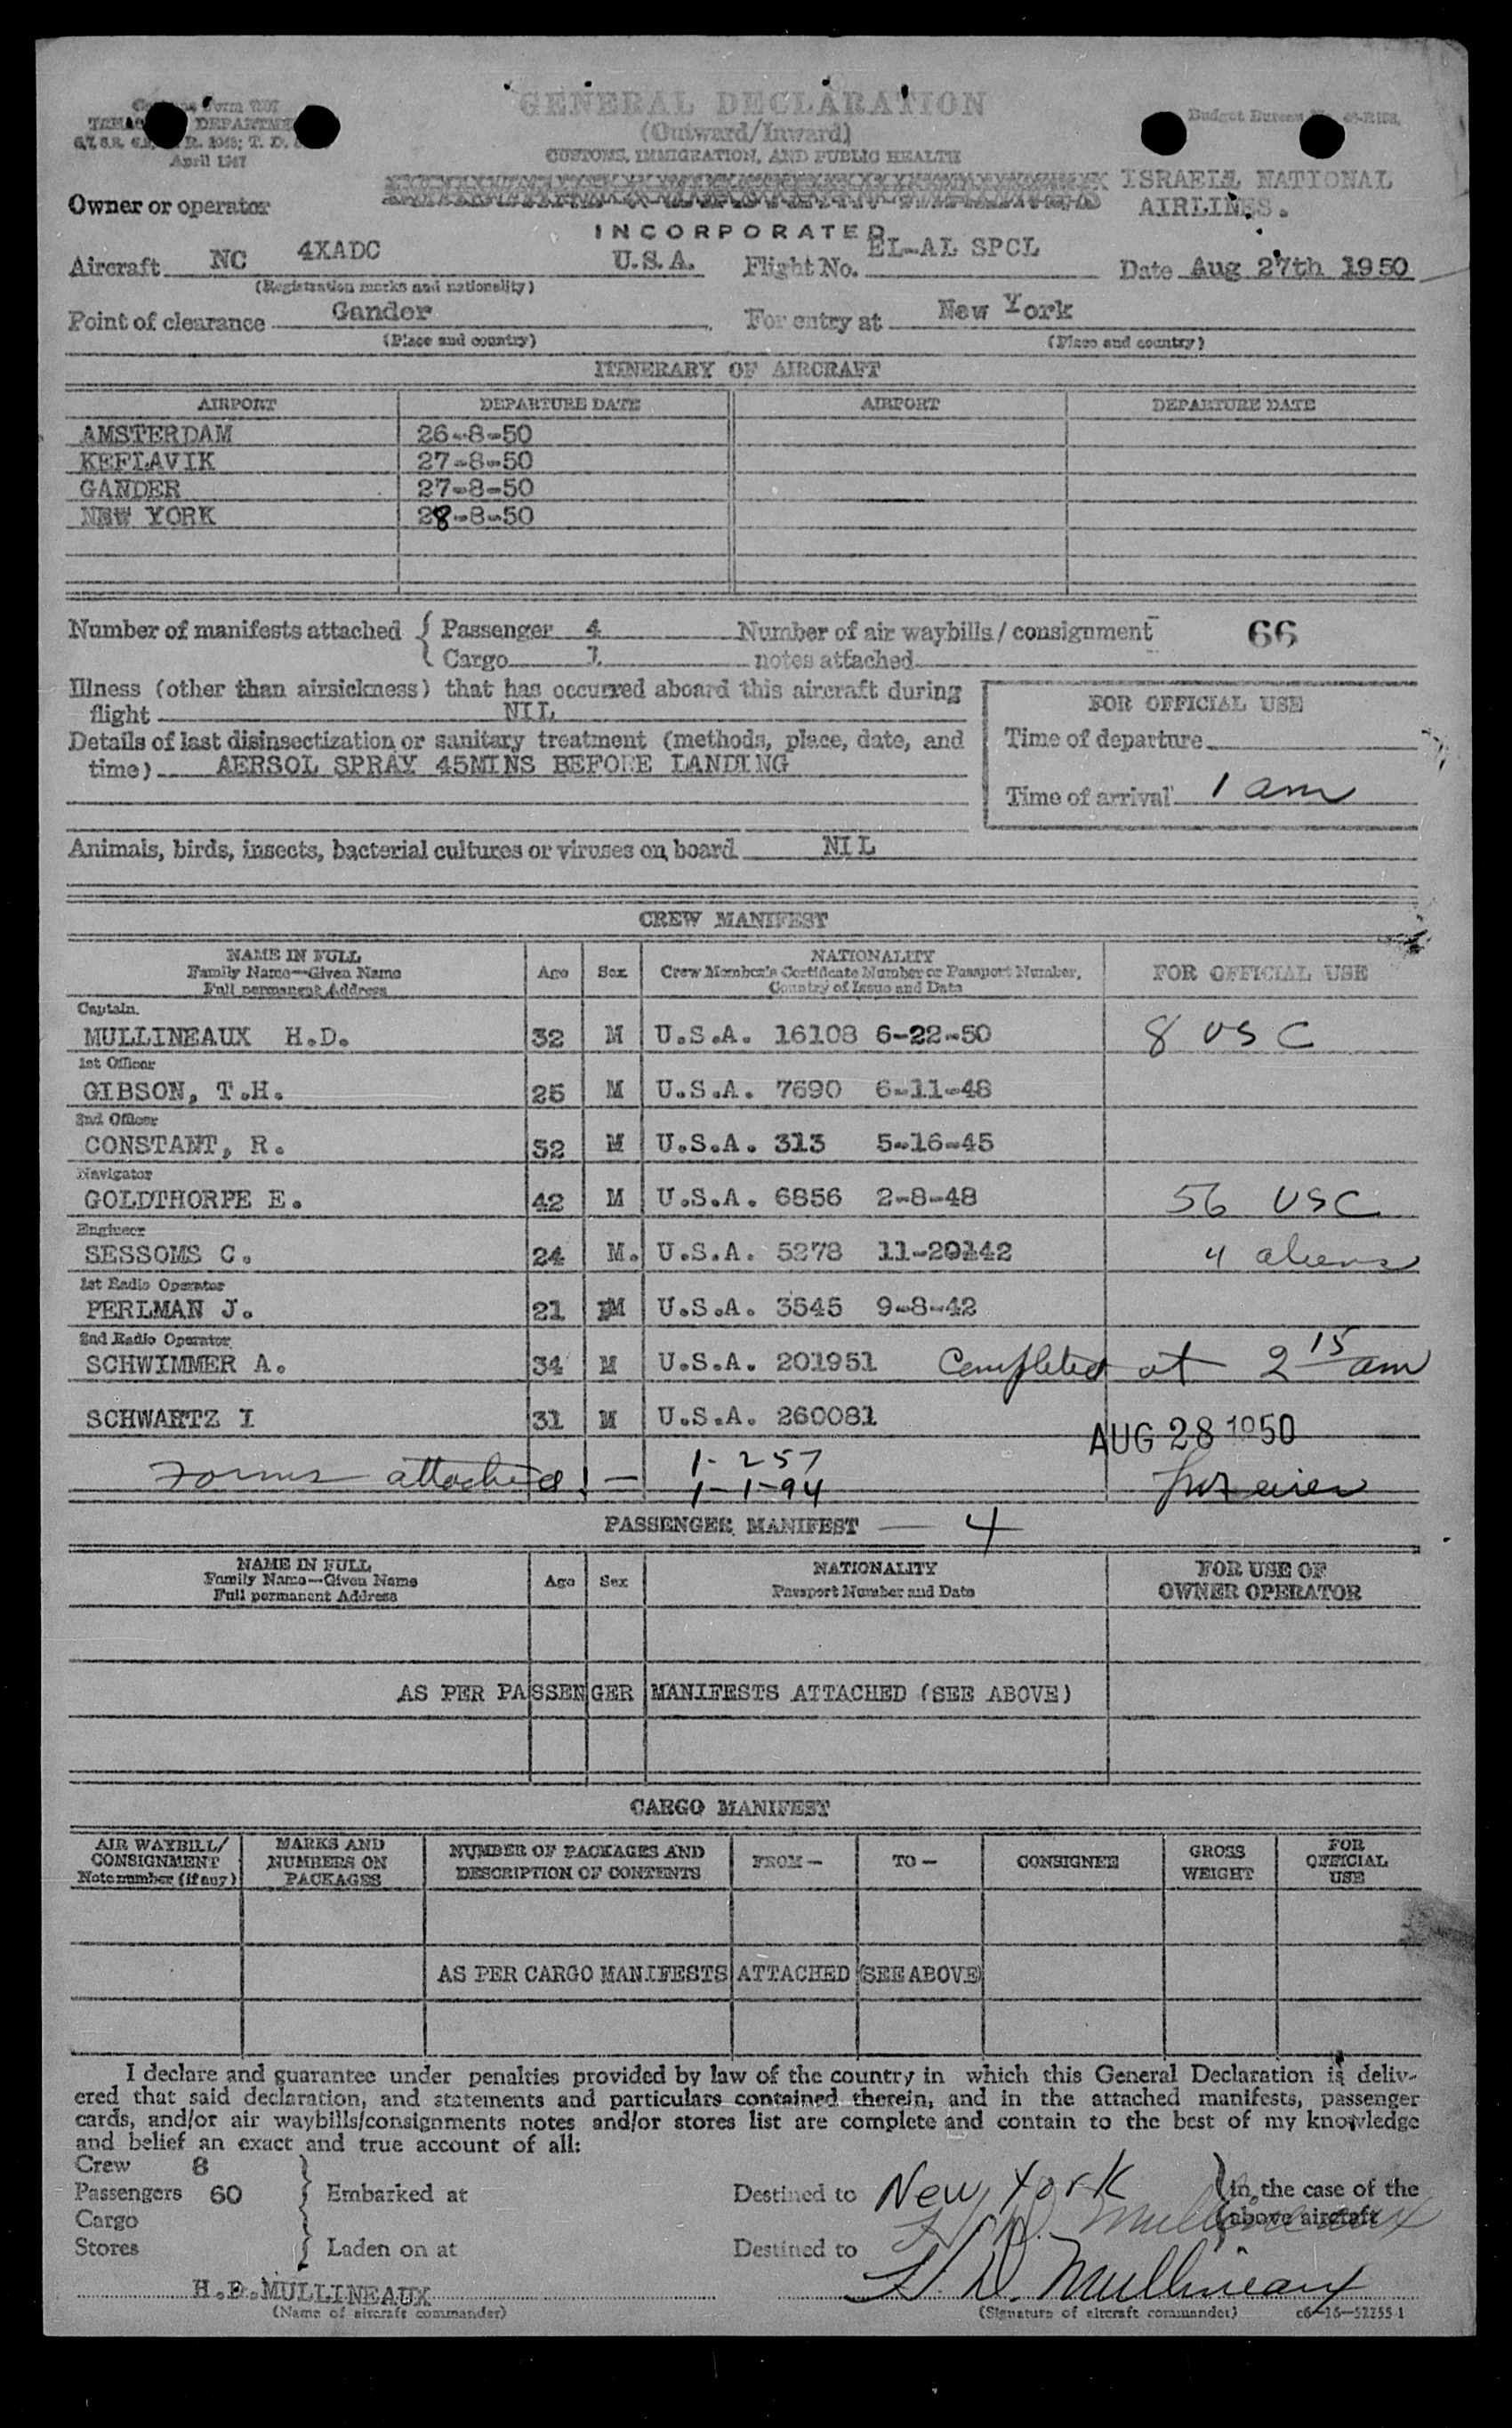 GENERAL DECLARATION
(Outward/Inward)
CUSTOMS, IMMIGRATION, AND PUBLIC HEALTH
DEPARTME
April 1947
Budget Bureau
Owner or operator
ISRAEL NATIONAL
AIRLINES.
INCORPORATED
Aircraft NC 4XADC U.S.A. Flight No. EL-AL SPCL Date Aug 27th 1950
(Registration marks and nationality)
Point of clearance Gander For entry at New York
(Place and country) (Place and country)
ITINERARY OF AIRCRAFT
AIRPORT DEPARTURE DATE AIRPORT DEPARTURE DATE
AMSTERDAM 26-8-50
KEFLAVIK 27-8-50
GANDER 27-8-50
NEW YORK 28-8-50
Number of manifests attached { Passenger 4 Number of air waybills / consignment 66
Cargo 1 notes attached
Illness (other than airsickness) that has occurred aboard this aircraft during
flight NIL
FOR OFFICIAL USE
Details of last disinsectization or sanitary treatment (methods, place, date, and
time) AERSOL SPRAY 45MINS BEFORE LANDING
Time of departure
Time of arrival 1 am
Animals, birds, insects, bacterial cultures or viruses on board NIL
CREW MANIFEST
NAME IN FULL
Family Name—Given Name
Full permanent Address
Age
Sex
NATIONALITY
Crew Member's Certificate Number or Passport Number,
Country of Issue and Date
FOR OFFICIAL USE
Captain
MULLINEAUX H.D. 32 M U.S.A. 16108 6-22-50 8 USC
1st Officer
GIBSON, T.H. 25 M U.S.A. 7690 6-11-48
2nd Officer
CONSTANT, R. 32 M U.S.A. 313 5-16-45
Navigator
GOLDTHORPE E. 42 M U.S.A. 6856 2-8-48 56 USC
Engineer
SESSOMS C. 24 M. U.S.A. 5278 4 aliens
1st Radio Operator
PERLMAN J. 21 M U.S.A. 3545 9-8-42
2nd Radio Operator
SCHWIMMER A. 34 M U.S.A. 201951 Completed at 2 15 am
SCHWARTZ I 31 M U.S.A. 260081
AUG 28 1950
Forms attached! — 1-257
1-1-94
PASSENGER MANIFEST — 4
NAME IN FULL
Family Name—Given Name
Full permanent Address
Age
Sex
NATIONALITY
Passport Number and Date
FOR USE OF
OWNER OPERATOR
AS PER PASSENGER MANIFESTS ATTACHED (SEE ABOVE)
CARGO MANIFEST
AIR WAYBILL/
CONSIGNMENT
Note number (if any)
MARKS AND
NUMBERS ON
PACKAGES
NUMBER OF PACKAGES AND
DESCRIPTION OF CONTENTS
FROM —
TO —
CONSIGNEE
GROSS
WEIGHT
FOR
OFFICIAL
USE
AS PER CARGO MANIFESTS ATTACHED (SEE ABOVE)
I declare and guarantee under penalties provided by law of the country in which this General Declaration is deliv-
ered that said declaration, and statements and particulars contained therein, and in the attached manifests, passenger
cards, and/or air waybills/consignments notes and/or stores list are complete and contain to the best of my knowledge
and belief an exact and true account of all:
Crew 8
Passengers 60 } Embarked at Destined to New York } in the case of the
Cargo above aircraft
Stores } Laden on at Destined to
H.D. Mullineaux
H.D.MULLINEAUX H. D. Mullineaux
(Name of aircraft commander) (Signature of aircraft commander)